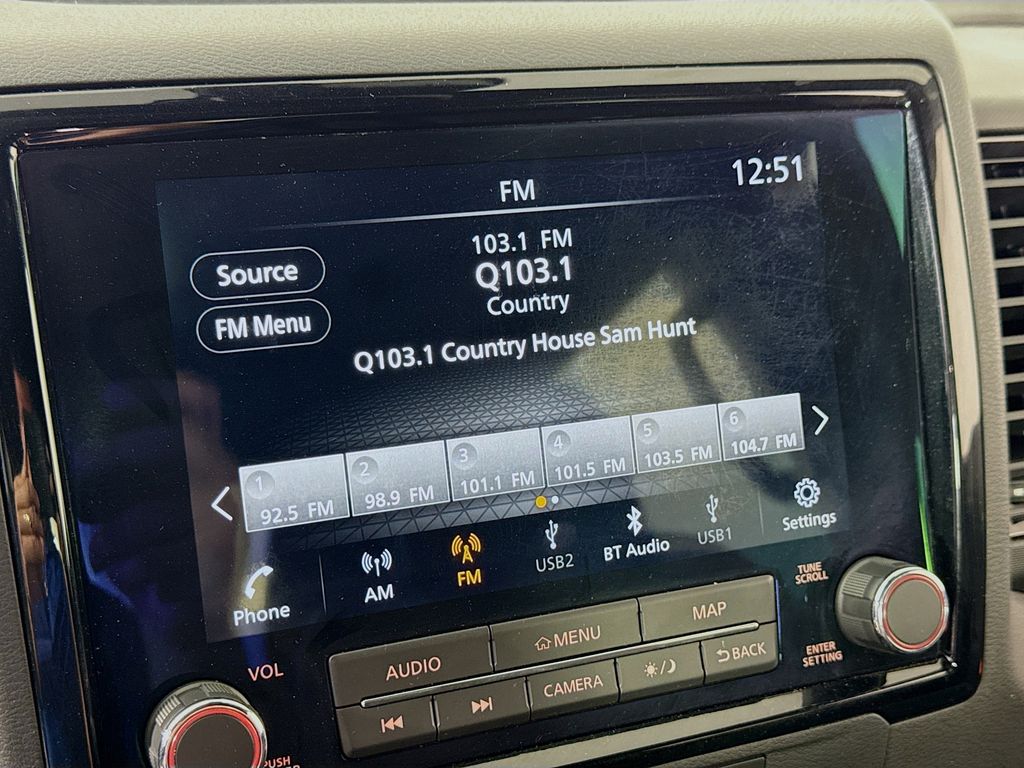 12:51
FM
103.1 FM
Q103.1
Country
Source
FM Menu
Q103.1 Country House Sam Hunt
1 2 3 4 5 6
92.5 FM 98.9 FM 101.1 FM 101.5 FM 103.5 FM 104.7 FM
Phone AM FM USB2 BT Audio USB1 Settings
TUNE
SCROLL
VOL
AUDIO MENU MAP
CAMERA BACK
ENTER
SETTING
PUSH